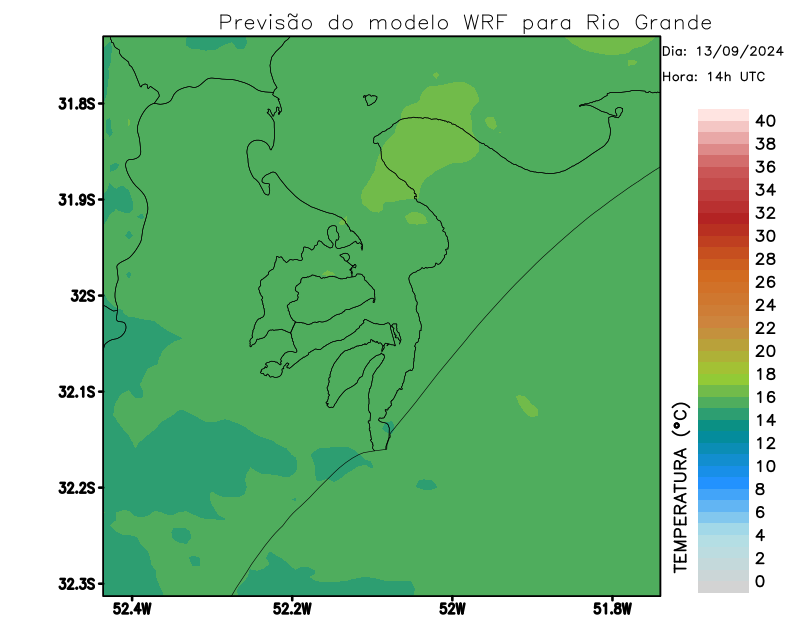 Previsão do modelo WRF para Rio Grande
Dia: 13/09/2024
Hora: 14h UTC
31.8S
31.9S
32S
32.1S
32.2S
32.3S
52.4W
52.2W
52W
51.8W
TEMPERATURA (°C)
40
38
36
34
32
30
28
26
24
22
20
18
16
14
12
10
8
6
4
2
0